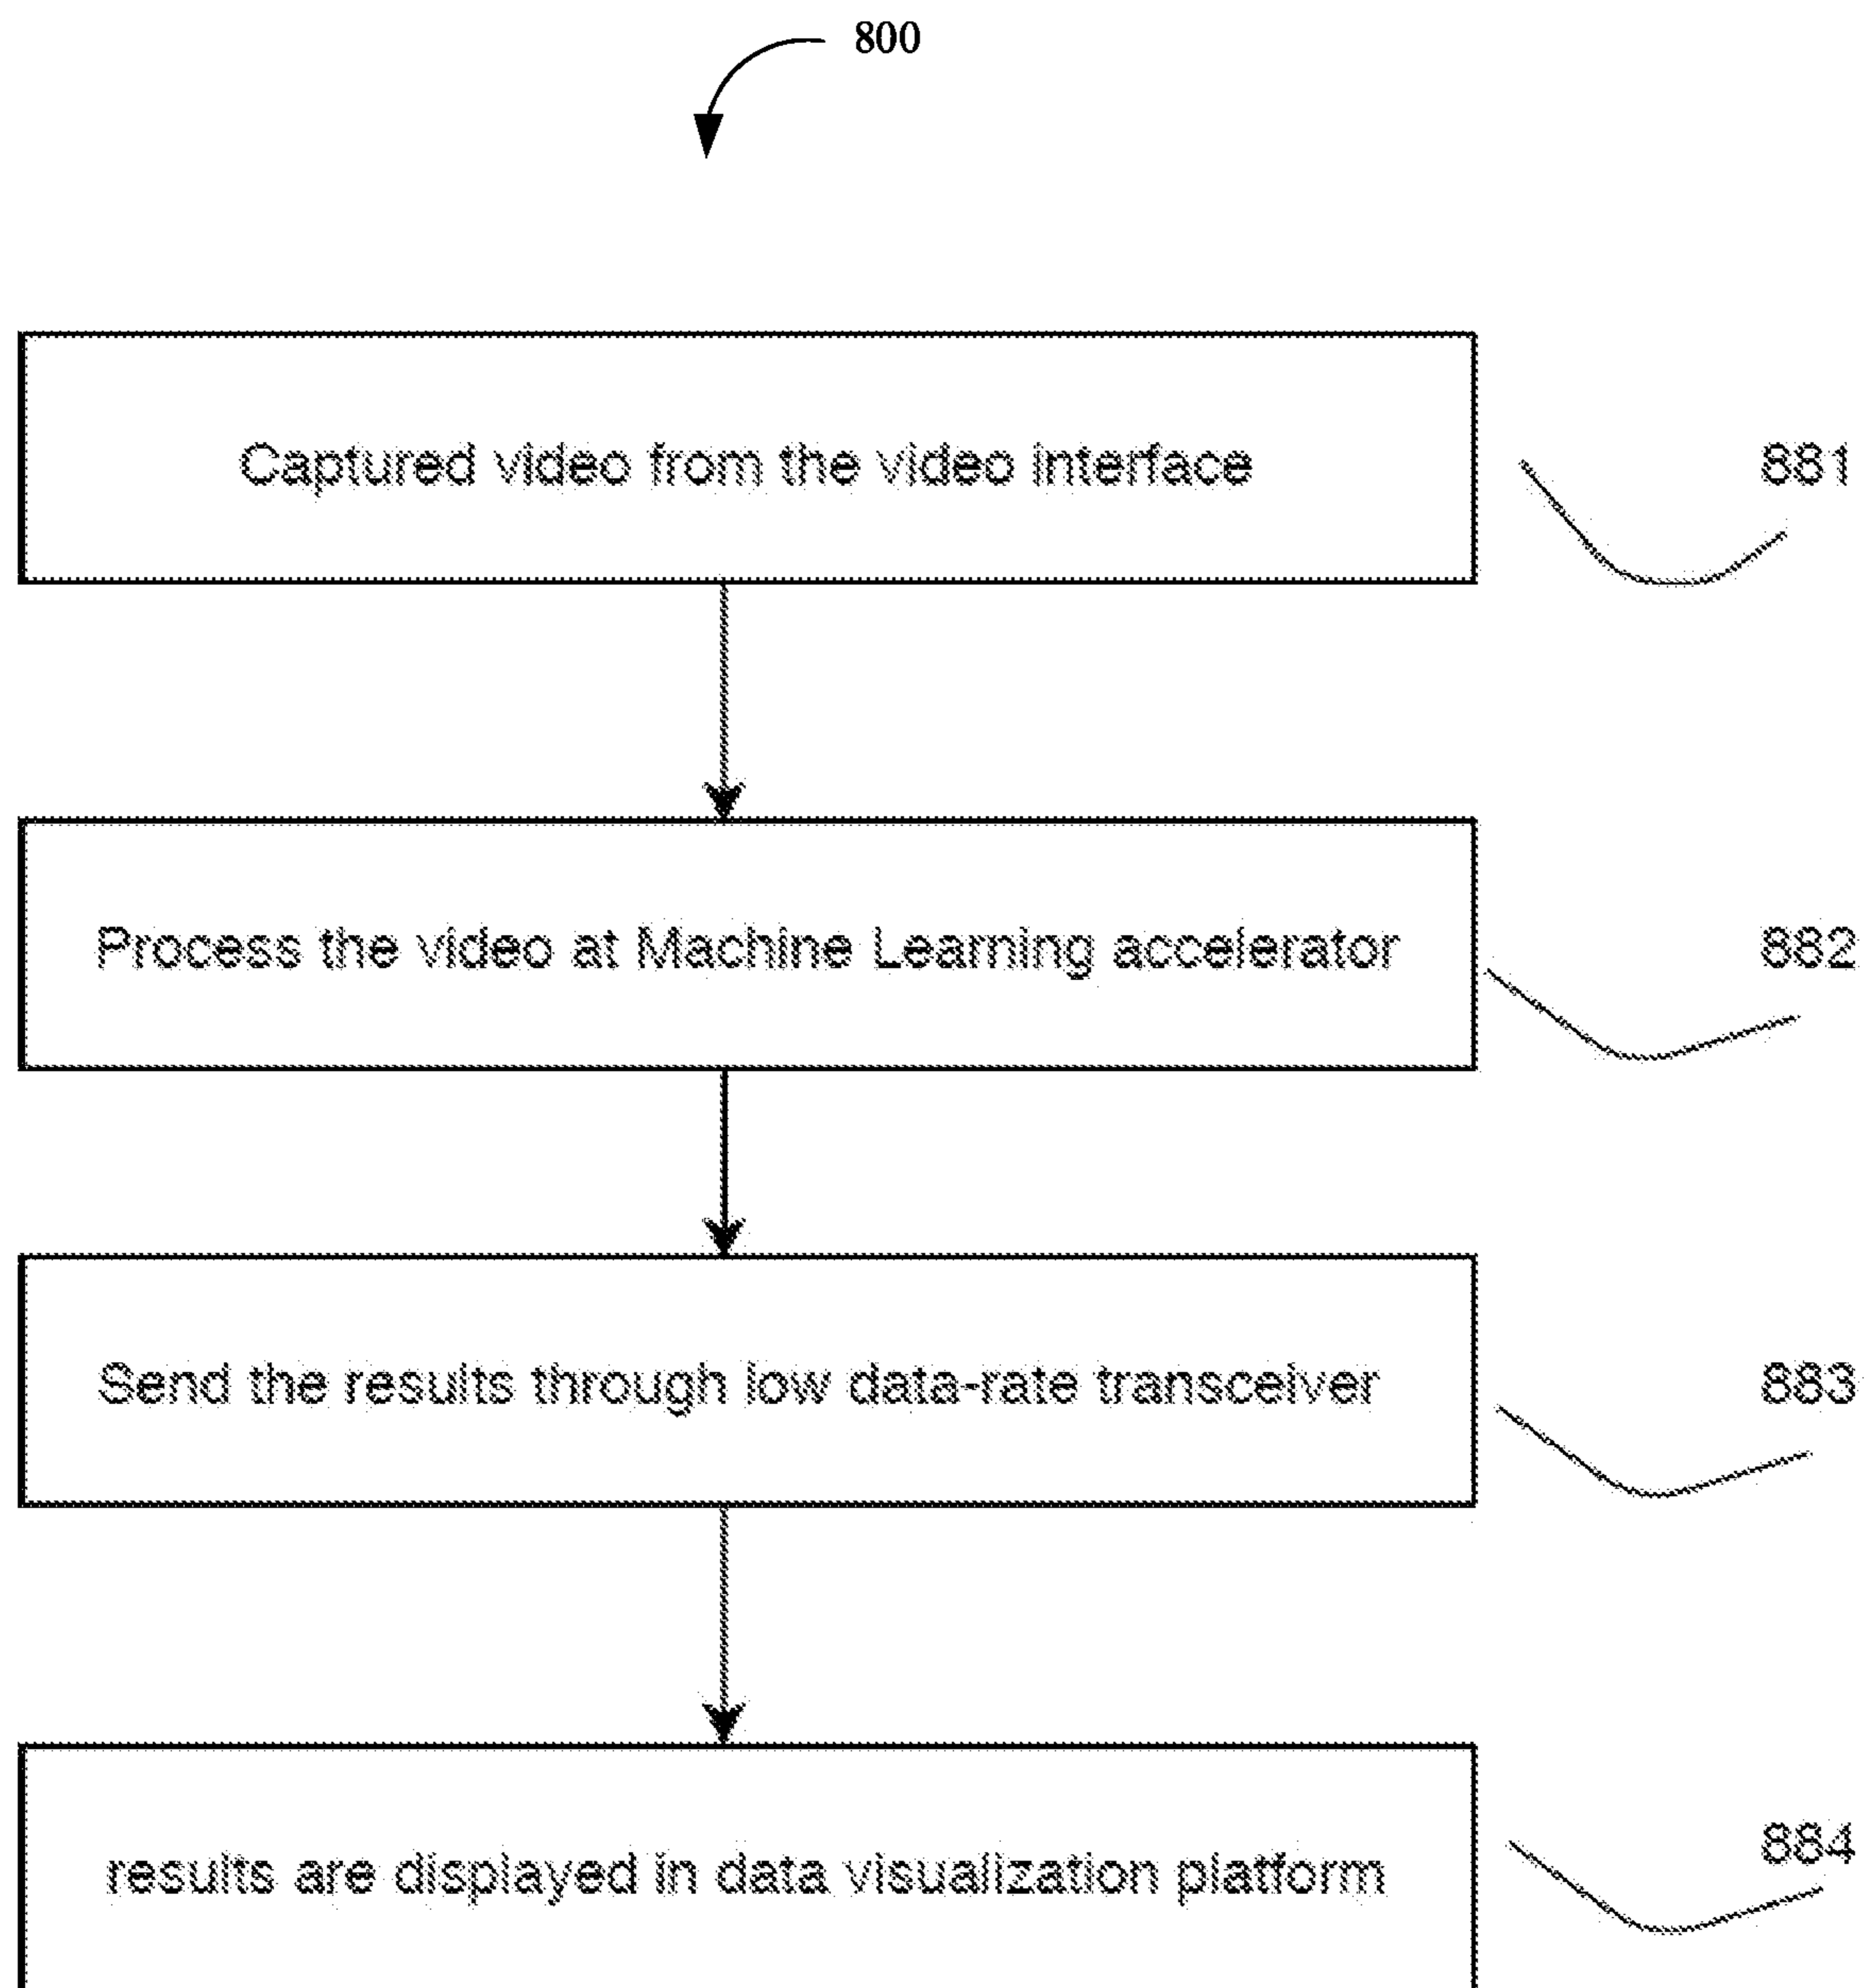 800
Captured video from the video interface
881
Process the video at Machine Learning accelerator
882
Send the results through low data-rate transceiver
883
results are displayed in data visualization platform
884